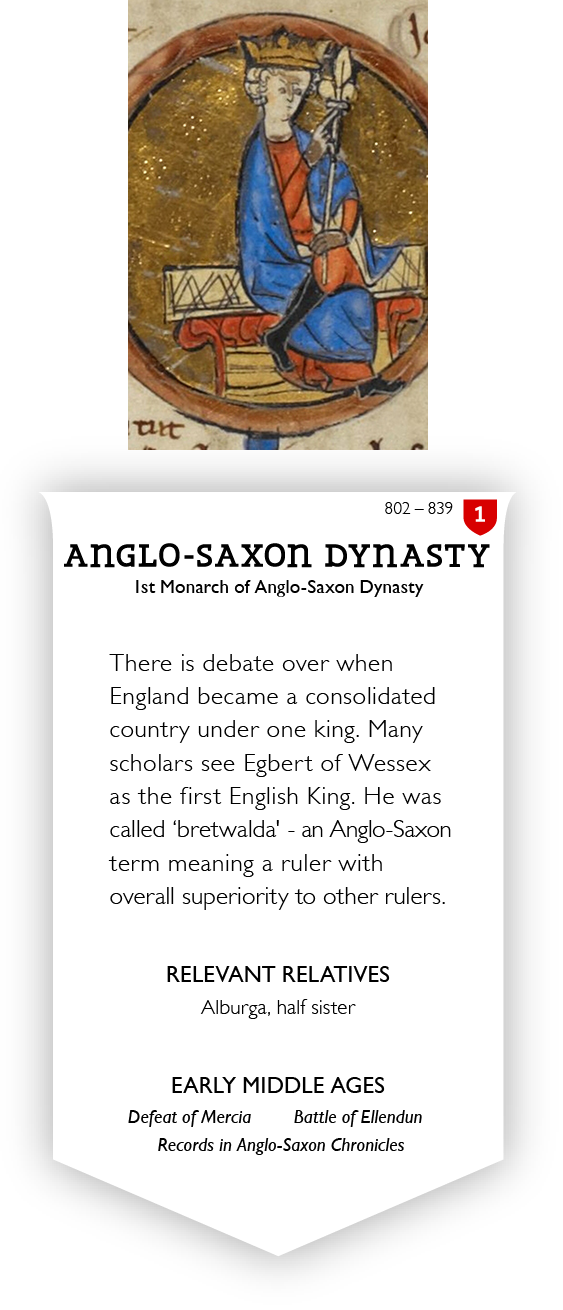 802 – 839
1
ANGLO-SAXON DYNASTY
1st Monarch of Anglo-Saxon Dynasty
There is debate over when
England became a consolidated
country under one king. Many
scholars see Egbert of Wessex
as the first English King. He was
called ‘bretwalda' - an Anglo-Saxon
term meaning a ruler with
overall superiority to other rulers.
RELEVANT RELATIVES
Alburga, half sister
EARLY MIDDLE AGES
Defeat of Mercia Battle of Ellendun
Records in Anglo-Saxon Chronicles